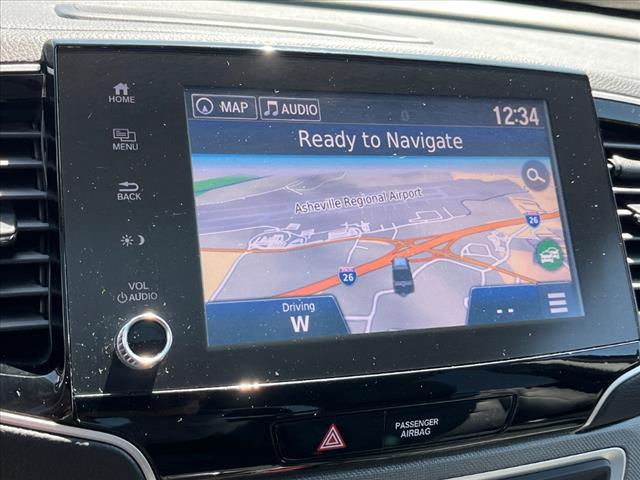 HOME
MENU
BACK
VOL
AUDIO
MAP
AUDIO
12:34
Ready to Navigate
Asheville Regional Airport
26
26
Driving
W
--
PASSENGER
AIRBAG